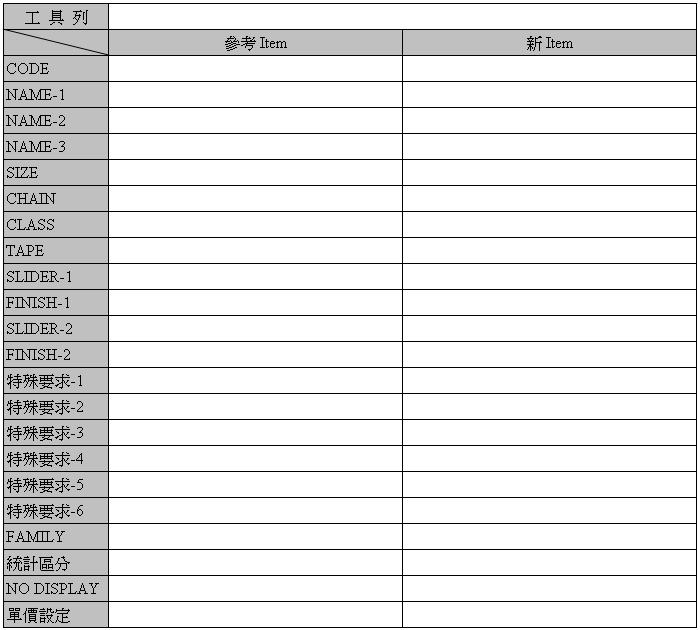 工 具 列
參考 Item 新 Item
CODE
NAME-1
NAME-2
NAME-3
SIZE
CHAIN
CLASS
TAPE
SLIDER-1
FINISH-1
SLIDER-2
FINISH-2
特殊要求-1
特殊要求-2
特殊要求-3
特殊要求-4
特殊要求-5
特殊要求-6
FAMILY
統計區分
NO DISPLAY
單價設定